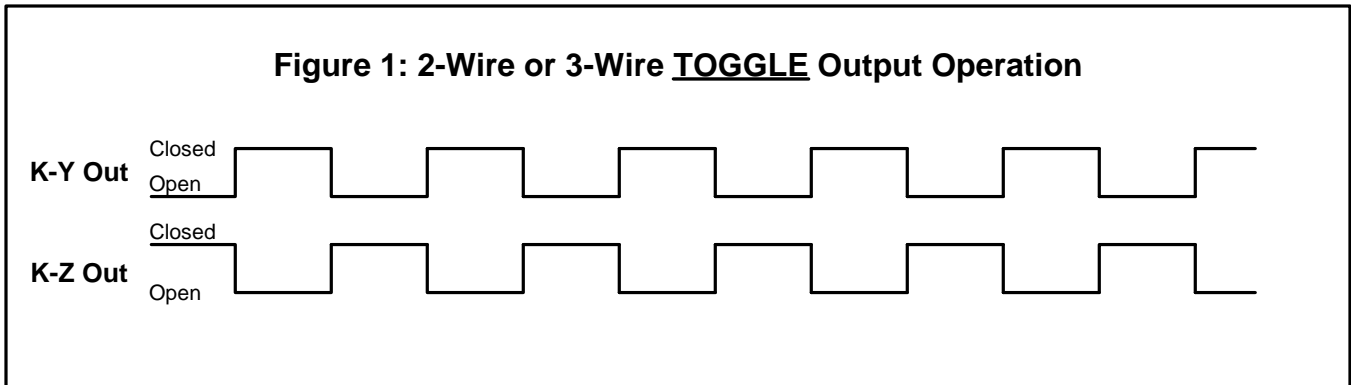 Figure 1: 2-Wire or 3-Wire TOGGLE Output Operation
Closed
K-Y Out
Open
Closed
K-Z Out
Open